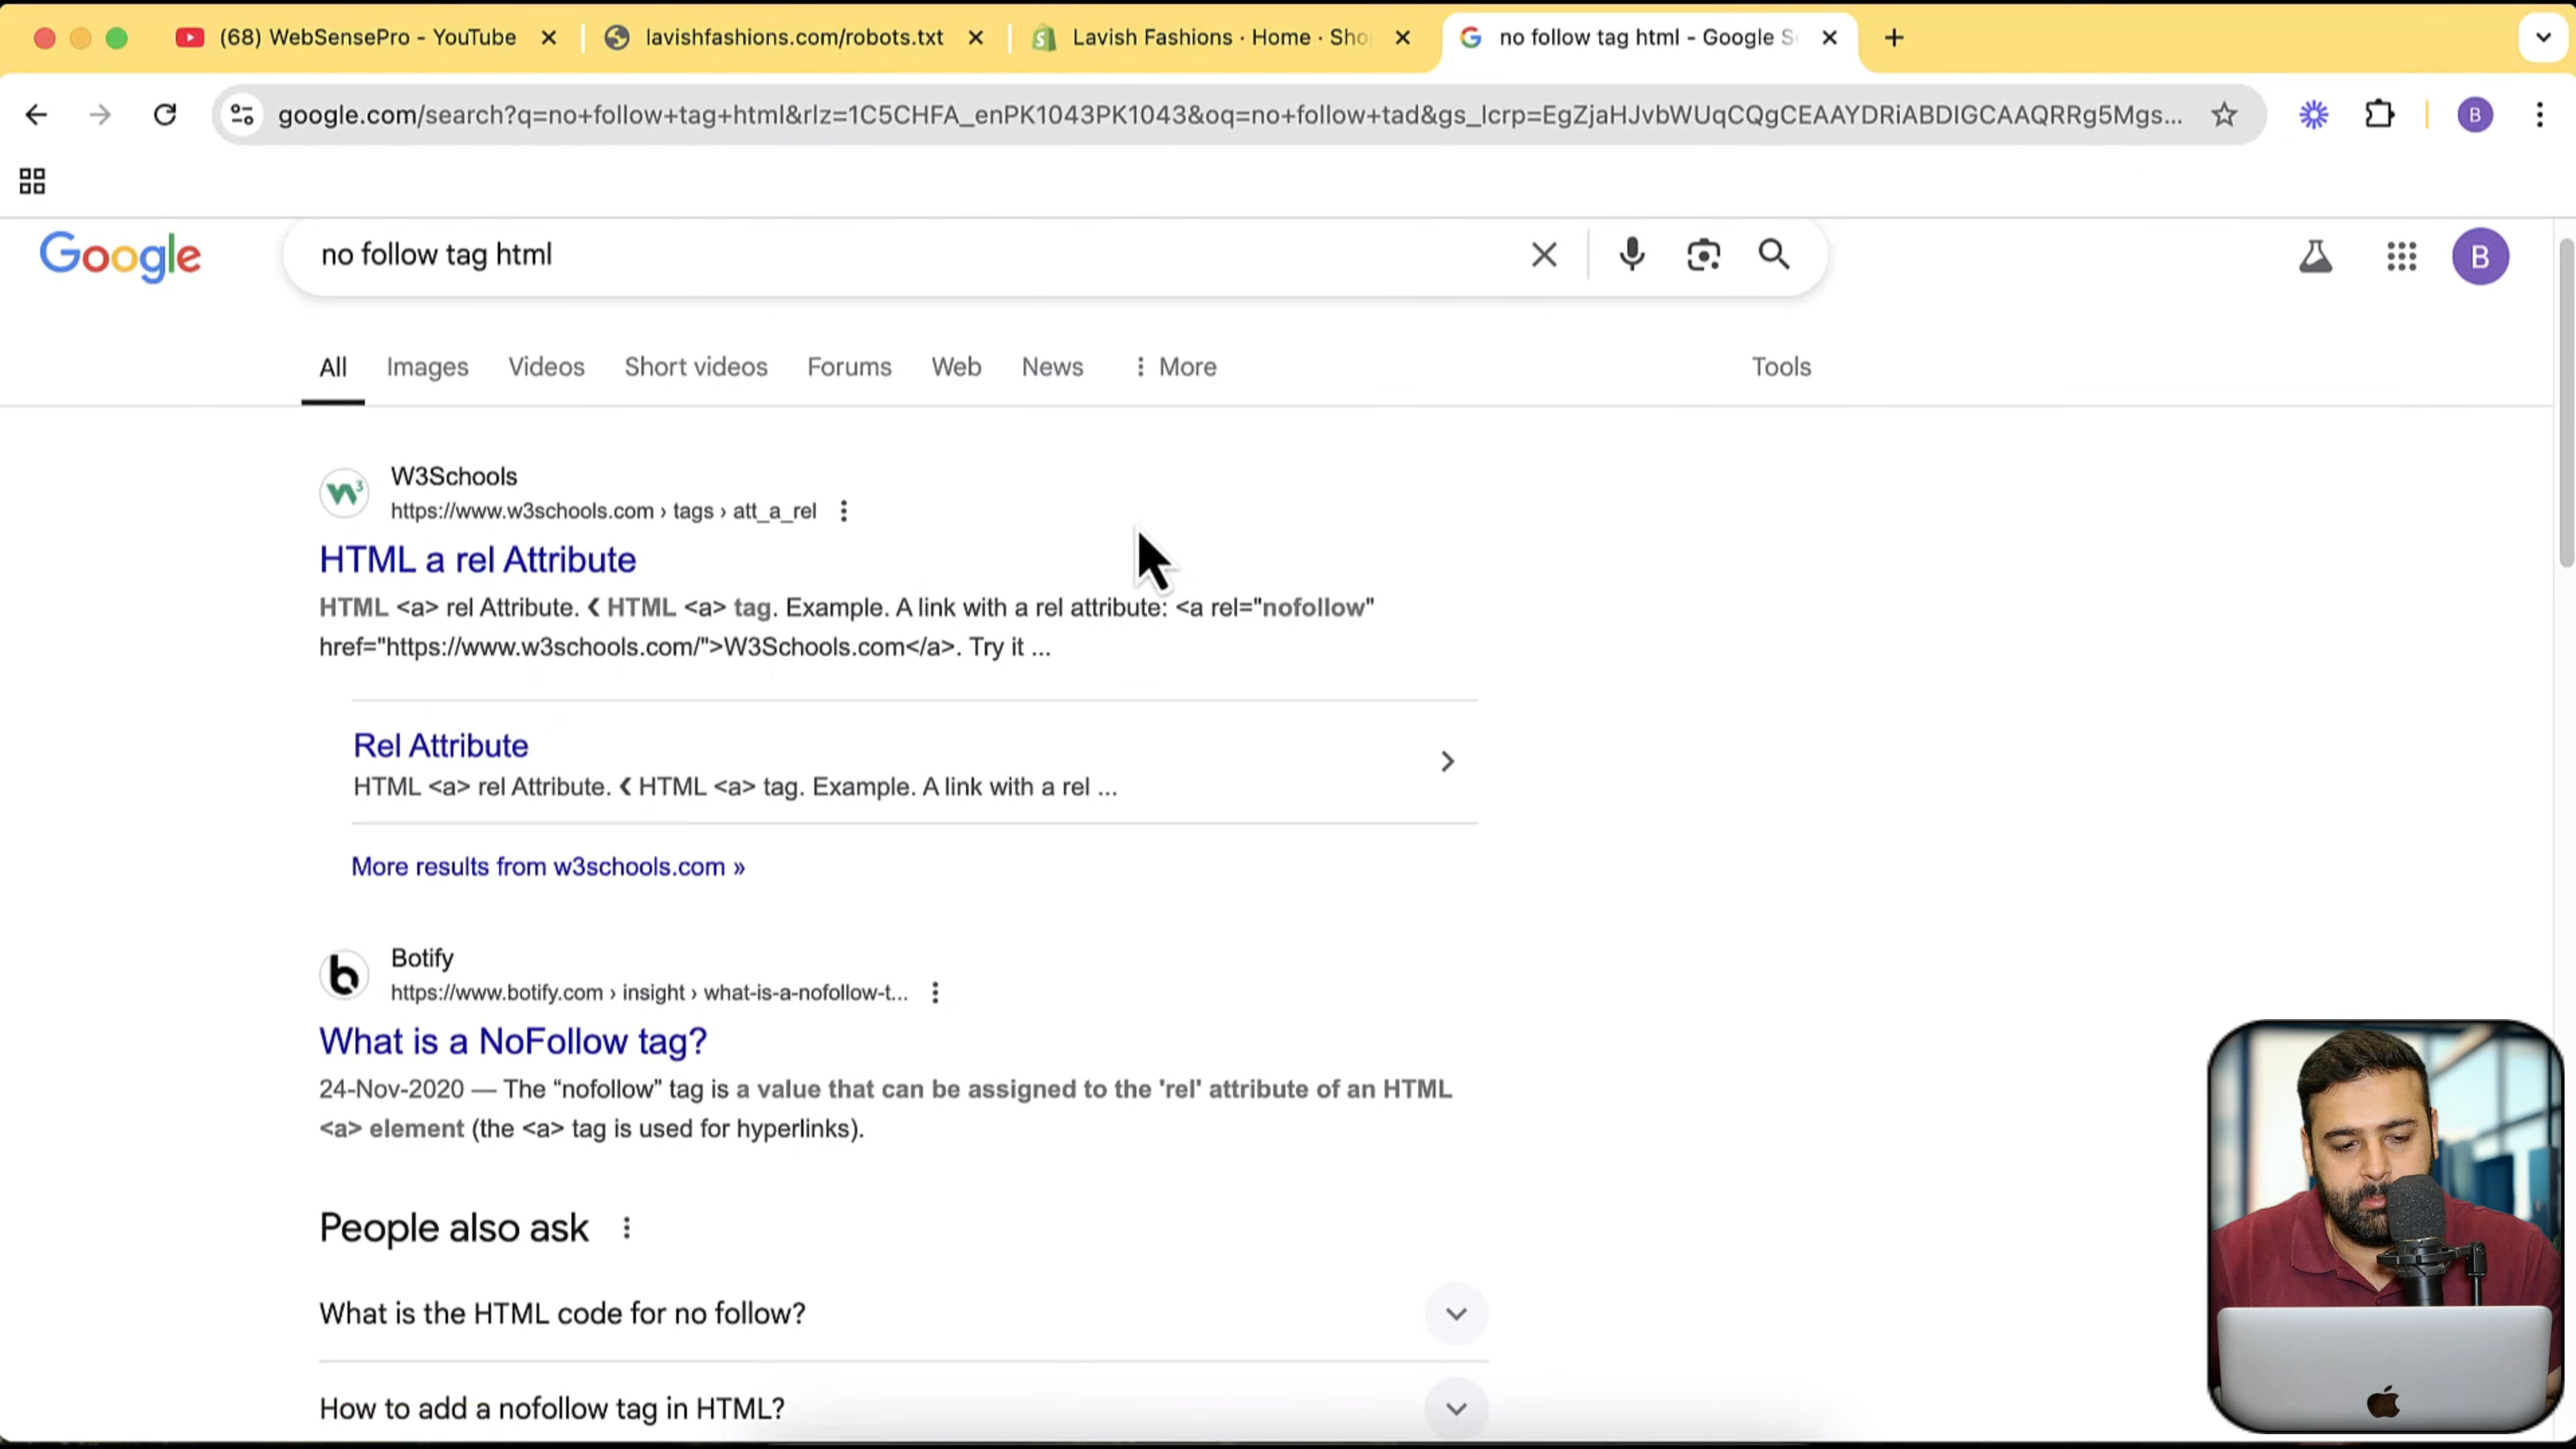 (68) WebSensePro - YouTube
lavishfashions.com/robots.txt
Lavish Fashions · Home · Sho
no follow tag html - Google S
google.com/search?q=no+follow+tag+html&rlz=1C5CHFA_enPK1043PK1043&oq=no+follow+tad&gs_lcrp=EgZjaHJvbWUqCQgCEAAYDRiABDIGCAAQRRg5Mgs...
B
Google
no follow tag html
B
All
Images
Videos
Short videos
Forums
Web
News
More
Tools
W3Schools
https://www.w3schools.com › tags › att_a_rel
HTML a rel Attribute
HTML <a> rel Attribute. ❮ HTML <a> tag. Example. A link with a rel attribute: <a rel="nofollow"
href="https://www.w3schools.com/">W3Schools.com</a>. Try it ...
Rel Attribute
HTML <a> rel Attribute. ❮ HTML <a> tag. Example. A link with a rel ...
More results from w3schools.com »
Botify
https://www.botify.com › insight › what-is-a-nofollow-t...
What is a NoFollow tag?
24-Nov-2020 — The “nofollow” tag is a value that can be assigned to the 'rel' attribute of an HTML
<a> element (the <a> tag is used for hyperlinks).
People also ask
What is the HTML code for no follow?
How to add a nofollow tag in HTML?